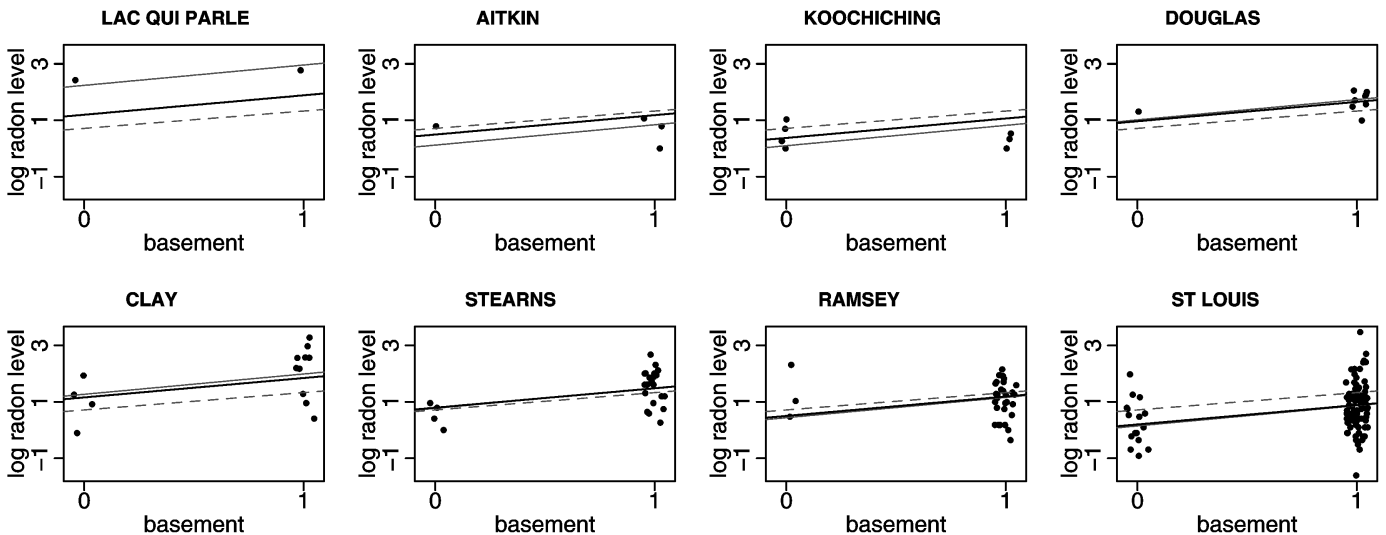 LAC QUI PARLE
log radon level
3
1
−1
0
1
basement
AITKIN
log radon level
3
1
−1
0
1
basement
KOOCHICHING
log radon level
3
1
−1
0
1
basement
DOUGLAS
log radon level
3
1
−1
0
1
basement
CLAY
log radon level
3
1
−1
0
1
basement
STEARNS
log radon level
3
1
−1
0
1
basement
RAMSEY
log radon level
3
1
−1
0
1
basement
ST LOUIS
log radon level
3
1
−1
0
1
basement